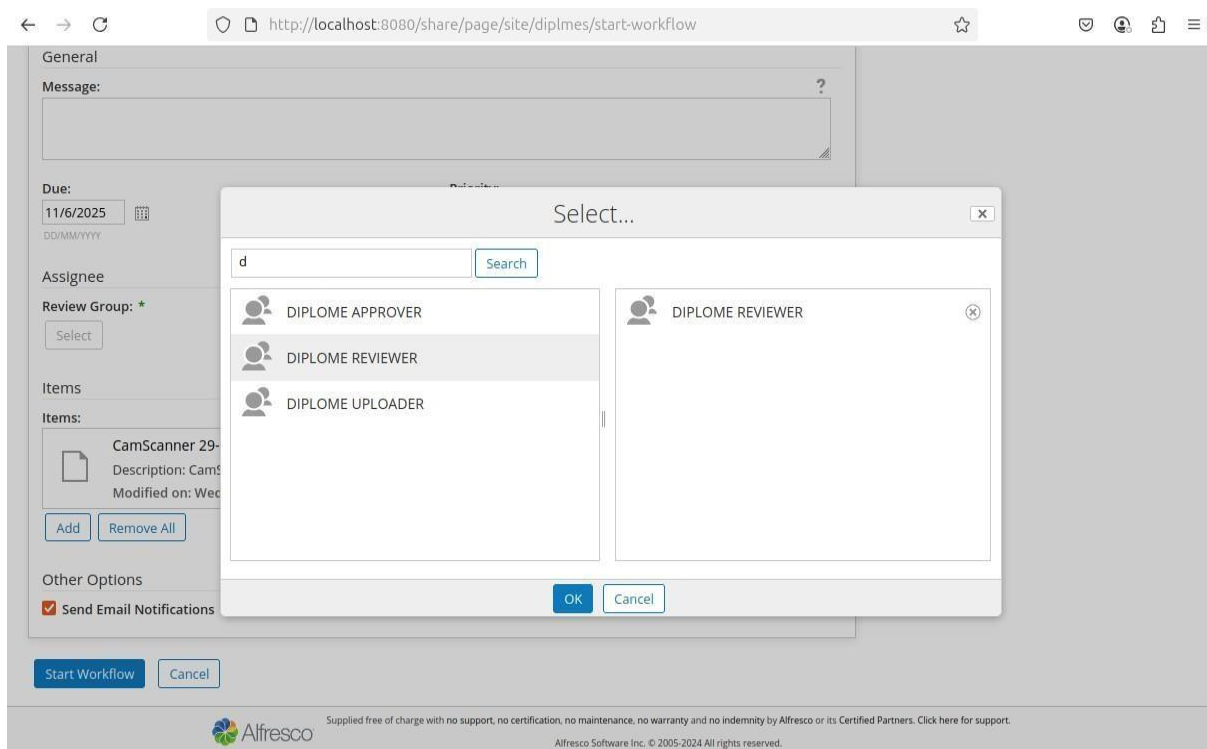 http://localhost:8080/share/page/site/diplmes/start-workflow
General
Message:
?
Due:
11/6/2025
DD/MM/YYYY
Select...
d
Search
DIPLOME APPROVER
DIPLOME REVIEWER
DIPLOME UPLOADER
DIPLOME REVIEWER
OK
Cancel
Assignee
Review Group: *
Select
Items
Items:
CamScanner 29-
Description: CamS
Modified on: Wed
Add
Remove All
Other Options
Send Email Notifications
Start Workflow
Cancel
Alfresco
Supplied free of charge with no support, no certification, no maintenance, no warranty and no indemnity by Alfresco or its Certified Partners. Click here for support.
Alfresco Software Inc. © 2005-2024 All rights reserved.